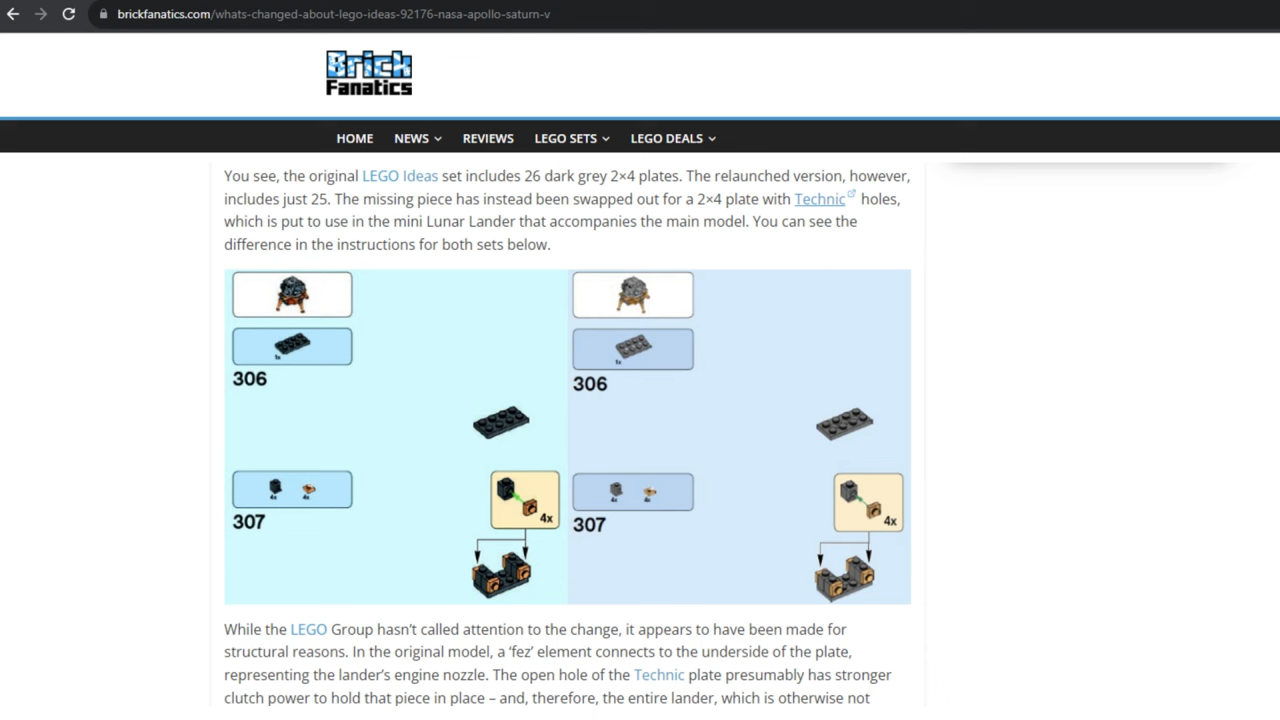 brickfanatics.com/whats-changed-about-lego-ideas-92176-nasa-apollo-saturn-v
Brick
Fanatics
HOME NEWS REVIEWS LEGO SETS LEGO DEALS
You see, the original LEGO Ideas set includes 26 dark grey 2×4 plates. The relaunched version, however,
includes just 25. The missing piece has instead been swapped out for a 2×4 plate with Technic holes,
which is put to use in the mini Lunar Lander that accompanies the main model. You can see the
difference in the instructions for both sets below.
1x 1x
306 306
4x 4x 4x 4x
307 4x 307 4x
While the LEGO Group hasn’t called attention to the change, it appears to have been made for
structural reasons. In the original model, a ‘fez’ element connects to the underside of the plate,
representing the lander’s engine nozzle. The open hole of the Technic plate presumably has stronger
clutch power to hold that piece in place – and, therefore, the entire lander, which is otherwise not